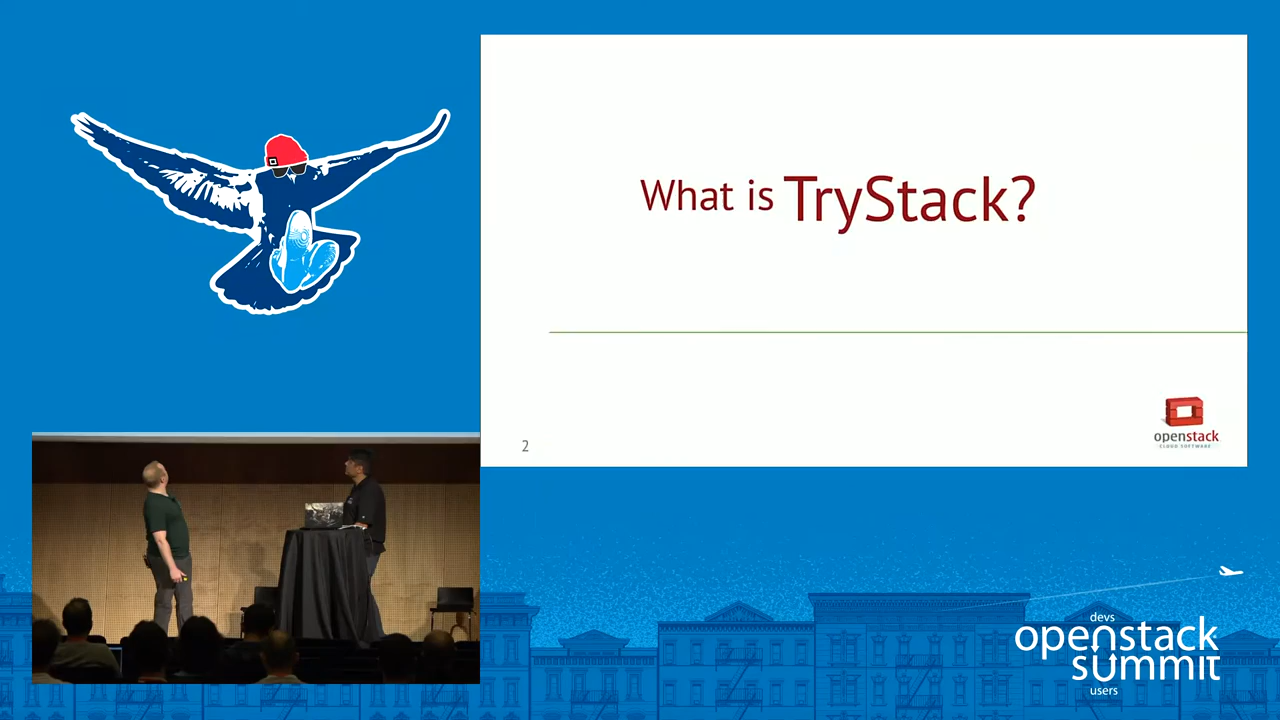 What is TryStack?
2
openstack
CLOUD SOFTWARE
devs
openstack
summit
users